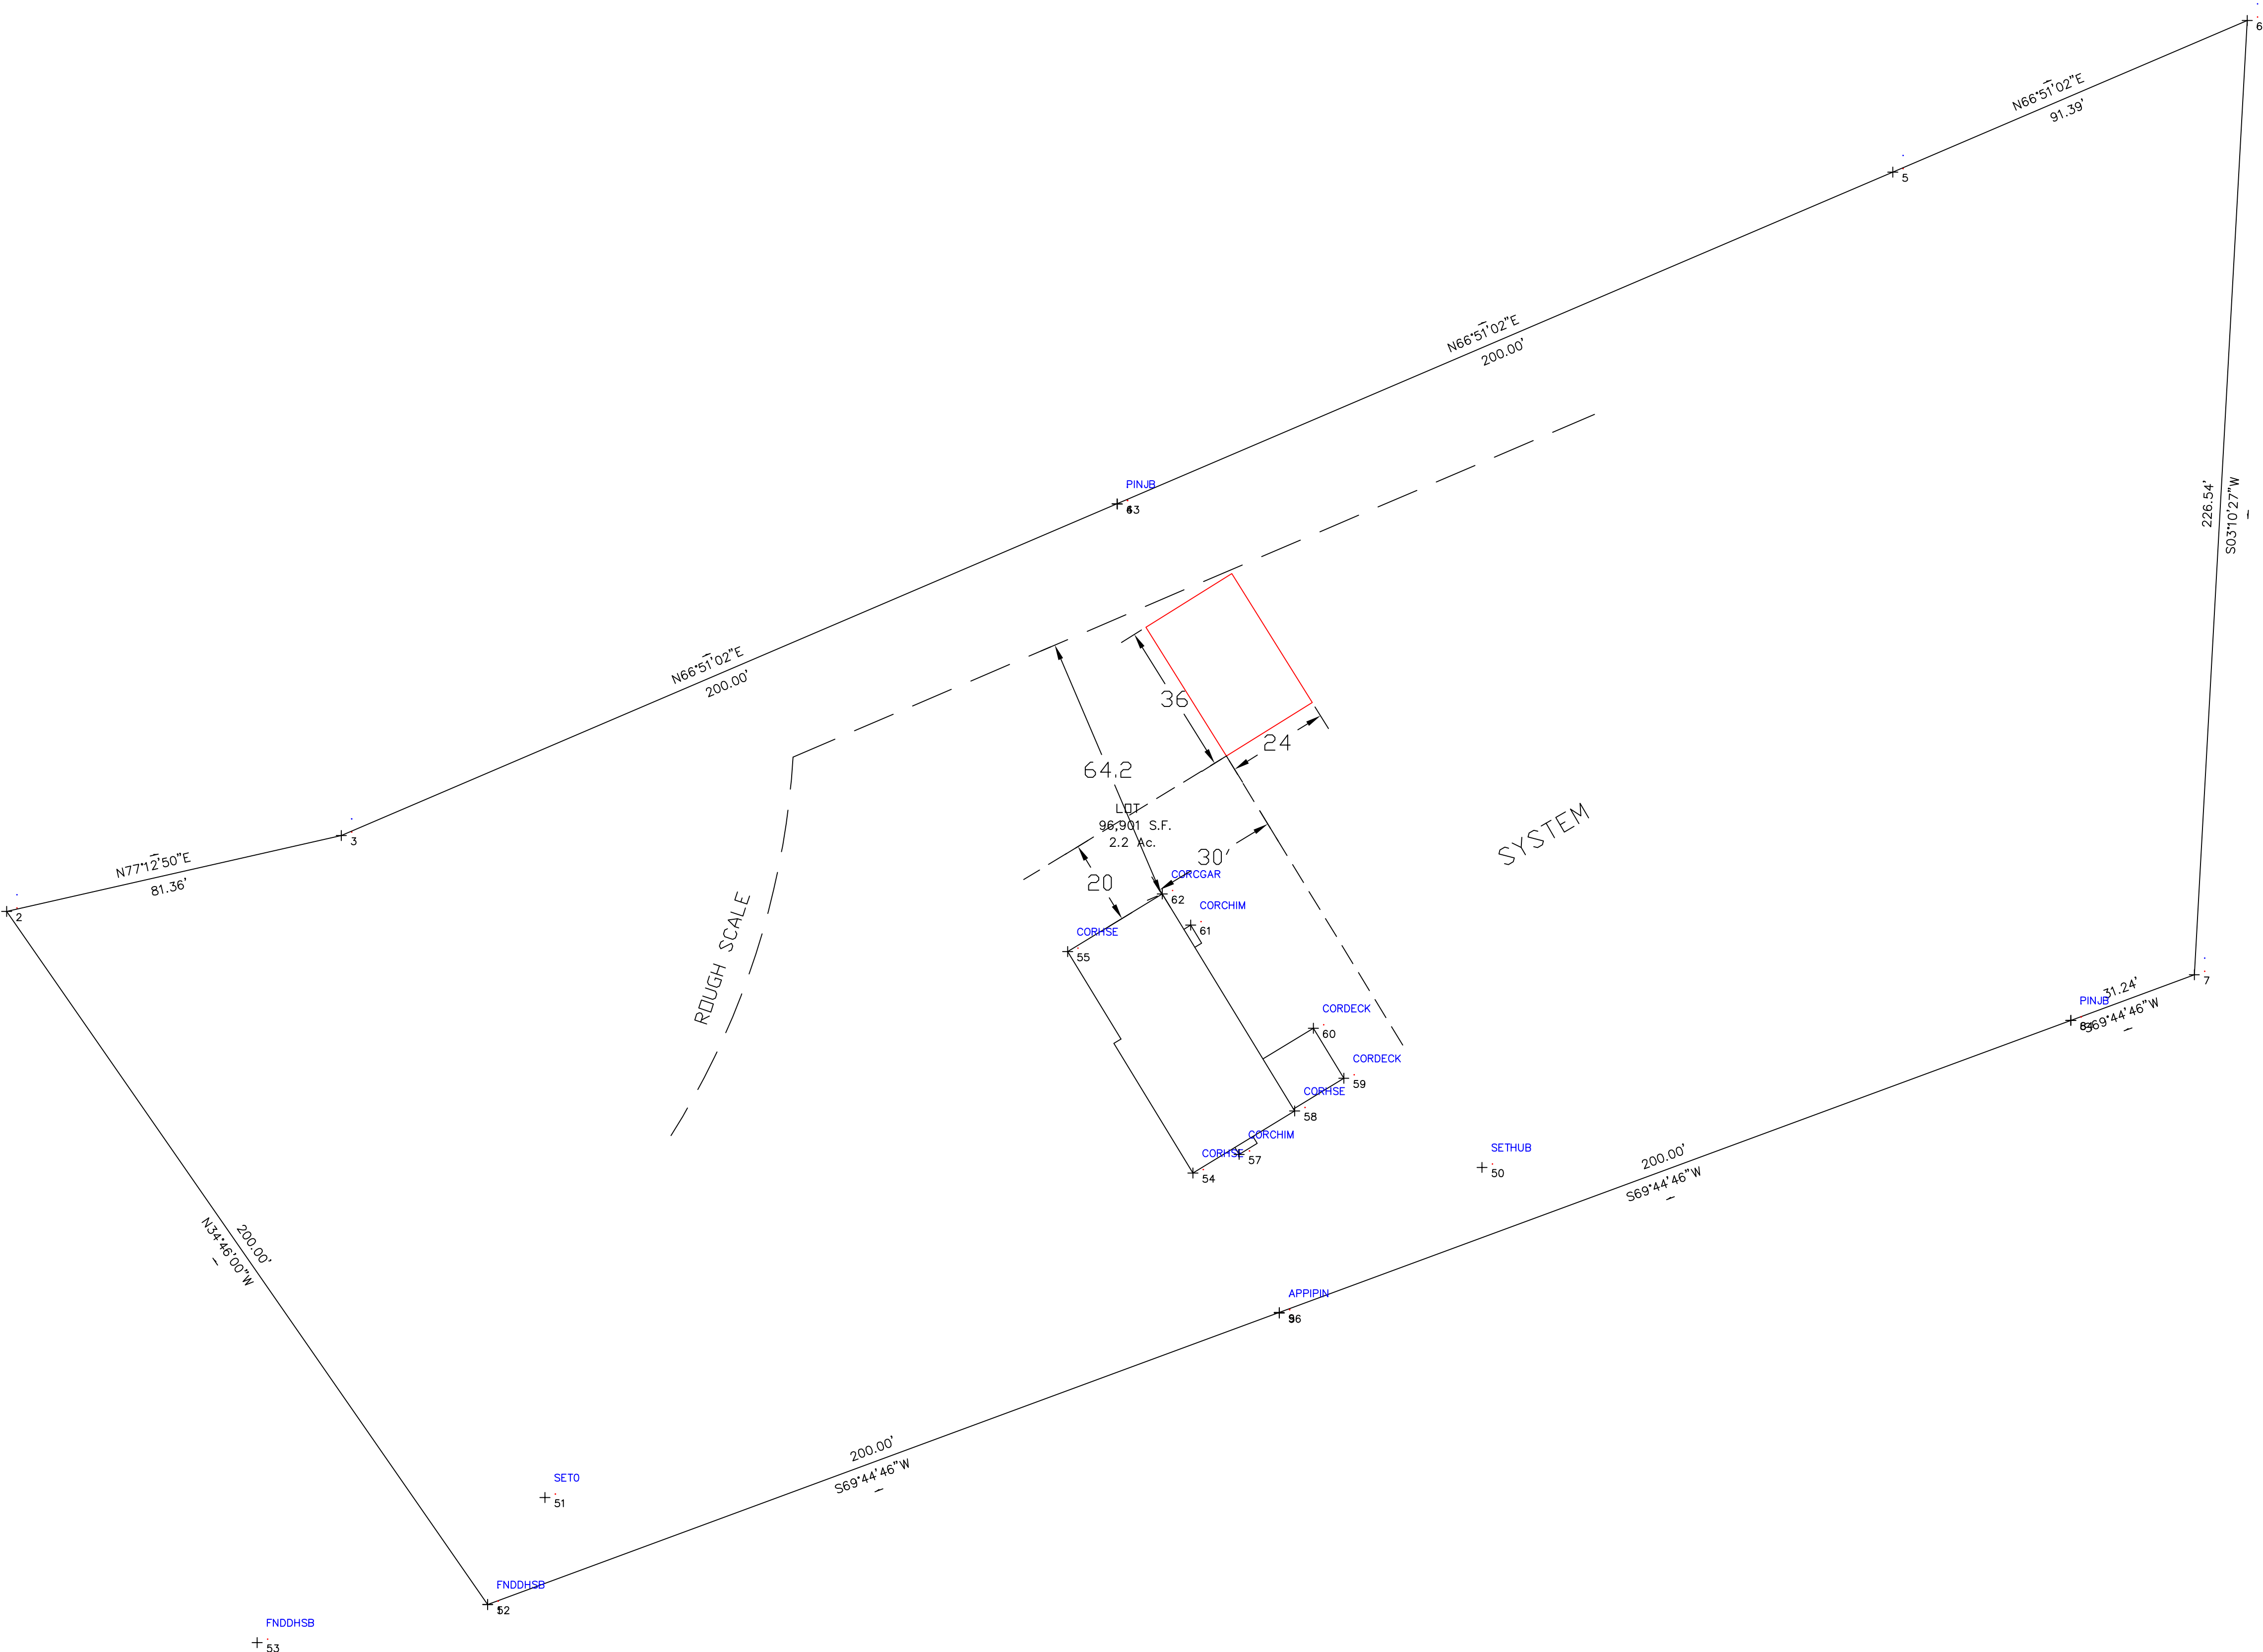 6
N66°51'02"E
91.39'
5
N66°51'02"E
200.00'
PINJB
226.54'
S03°10'27"W
N66°51'02"E
200.00'
36
24
64.2
LOT
96,901 S.F.
2.2 Ac.
SYSTEM
3
N77°12'50"E
81.36'
2
30'
20
CORCGAR
62
CORCHIM
61
CORHSE
55
ROUGH SCALE
31.24'
7
PINJB
S69°44'46"W
CORDECK
60
CORDECK
59
CORHSE
58
CORCHIM
57
CORHSE
54
SETHUB
50
200.00'
S69°44'46"W
N34°46'00"W
200.00'
APPIPIN
200.00'
S69°44'46"W
SET0
51
FNDDHSB
FNDDHSB
53